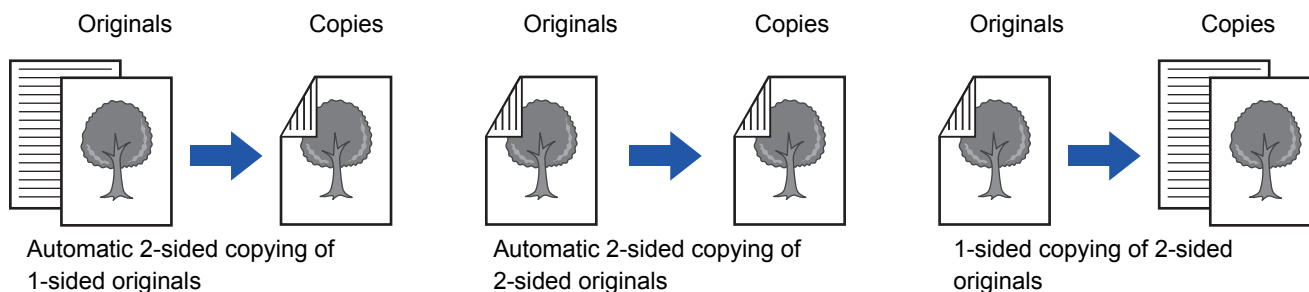 Originals
Copies
Automatic 2-sided copying of
1-sided originals
Originals
Copies
Automatic 2-sided copying of
2-sided originals
Originals
Copies
1-sided copying of 2-sided
originals